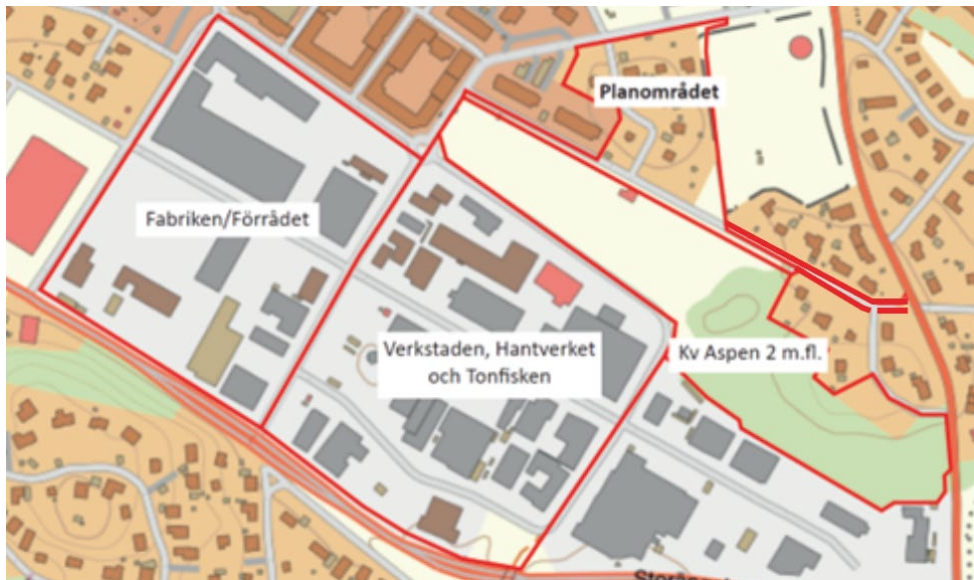 Planområdet
Fabriken/Förrådet
Verkstaden, Hantverket
och Tonfisken
Kv Aspen 2 m.fl.